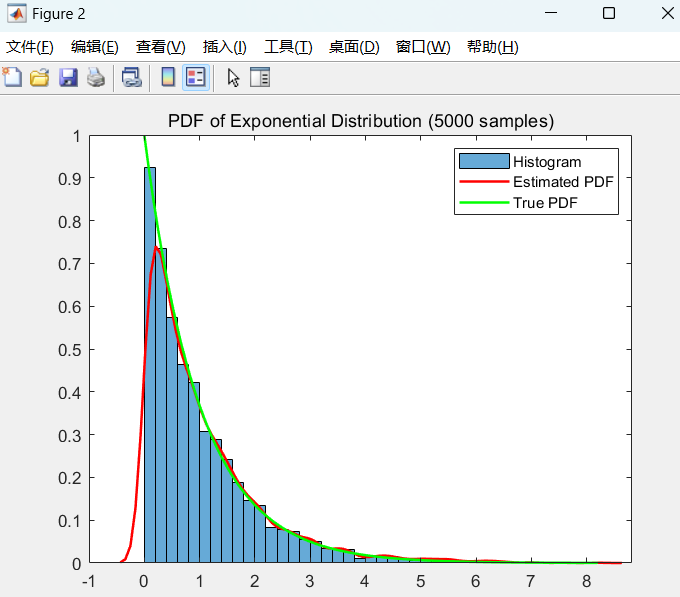 Figure 2
文件(F) 编辑(E) 查看(V) 插入(I) 工具(T) 桌面(D) 窗口(W) 帮助(H)
PDF of Exponential Distribution (5000 samples)
Histogram
Estimated PDF
True PDF
1
0.9
0.8
0.7
0.6
0.5
0.4
0.3
0.2
0.1
0
-1 0 1 2 3 4 5 6 7 8